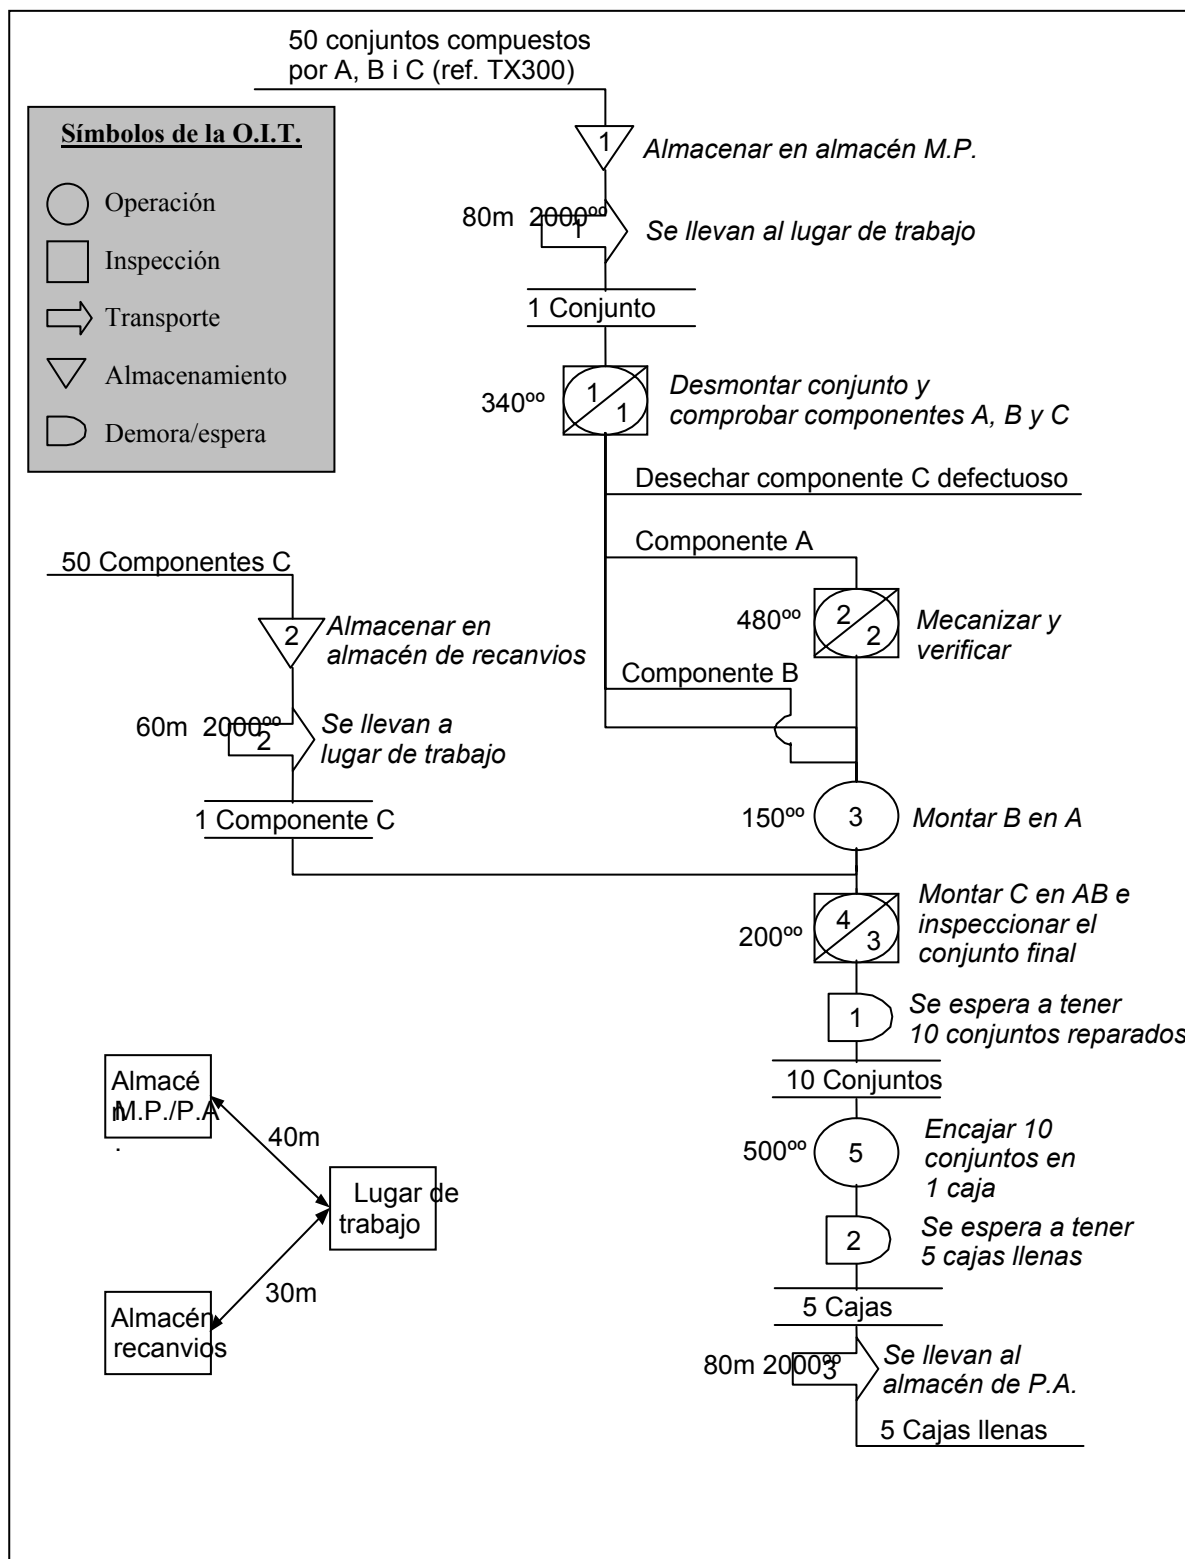 50 conjuntos compuestos
por A, B i C (ref. TX300)
Símbolos de la O.I.T.
Operación
Inspección
Transporte
Almacenamiento
Demora/espera
1
Almacenar en almacén M.P.
80m 2000ºº
1
Se llevan al lugar de trabajo
1 Conjunto
340ºº
1
1
Desmontar conjunto y
comprobar componentes A, B y C
Desechar componente C defectuoso
Componente A
50 Componentes C
480ºº
2
2
Mecanizar y
verificar
2
Almacenar en
almacén de recanvios
Componente B
60m 2000ºº
2
Se llevan a
lugar de trabajo
1 Componente C
150ºº
3
Montar B en A
200ºº
4
3
Montar C en AB e
inspeccionar el
conjunto final
1
Se espera a tener
10 conjuntos reparados
10 Conjuntos
500ºº
5
Encajar 10
conjuntos en
1 caja
2
Se espera a tener
5 cajas llenas
5 Cajas
80m 2000ºº
3
Se llevan al
almacén de P.A.
5 Cajas llenas
Almacé
n
M.P./P.A
.
40m
Lugar de
trabajo
30m
Almacén
recanvios